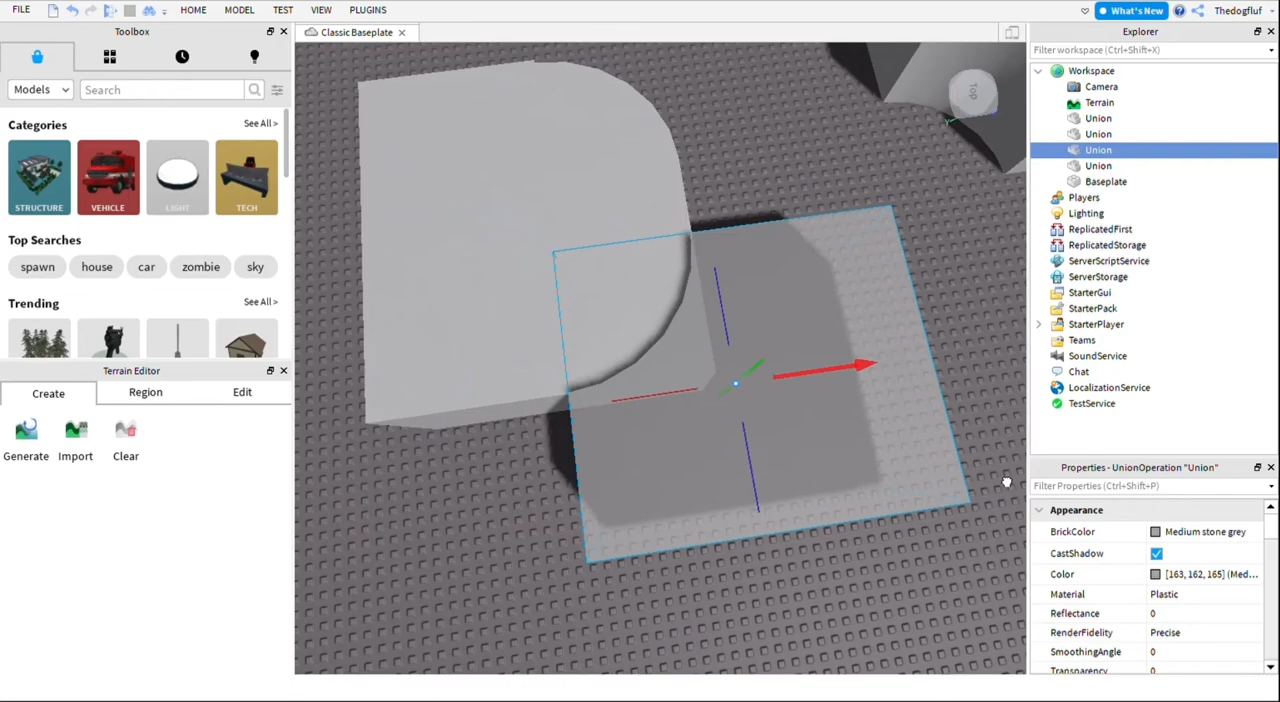 FILE HOME MODEL TEST VIEW PLUGINS What's New Thedogfluf
Toolbox
Classic Baseplate
Models Search
Categories See All >
STRUCTURE VEHICLE LIGHT TECH
Top Searches
spawn house car zombie sky
Trending See All >
Terrain Editor
Create Region Edit
Generate Import Clear
Top
Explorer
Filter workspace (Ctrl+Shift+X)
Workspace
Camera
Terrain
Union
Union
Union
Union
Baseplate
Players
Lighting
ReplicatedFirst
ReplicatedStorage
ServerScriptService
ServerStorage
StarterGui
StarterPack
StarterPlayer
Teams
SoundService
Chat
LocalizationService
TestService
Properties - UnionOperation "Union"
Filter Properties (Ctrl+Shift+P)
Appearance
BrickColor Medium stone grey
CastShadow
Color [163, 162, 165] (Med...
Material Plastic
Reflectance 0
RenderFidelity Precise
SmoothingAngle 0
Transparency 0